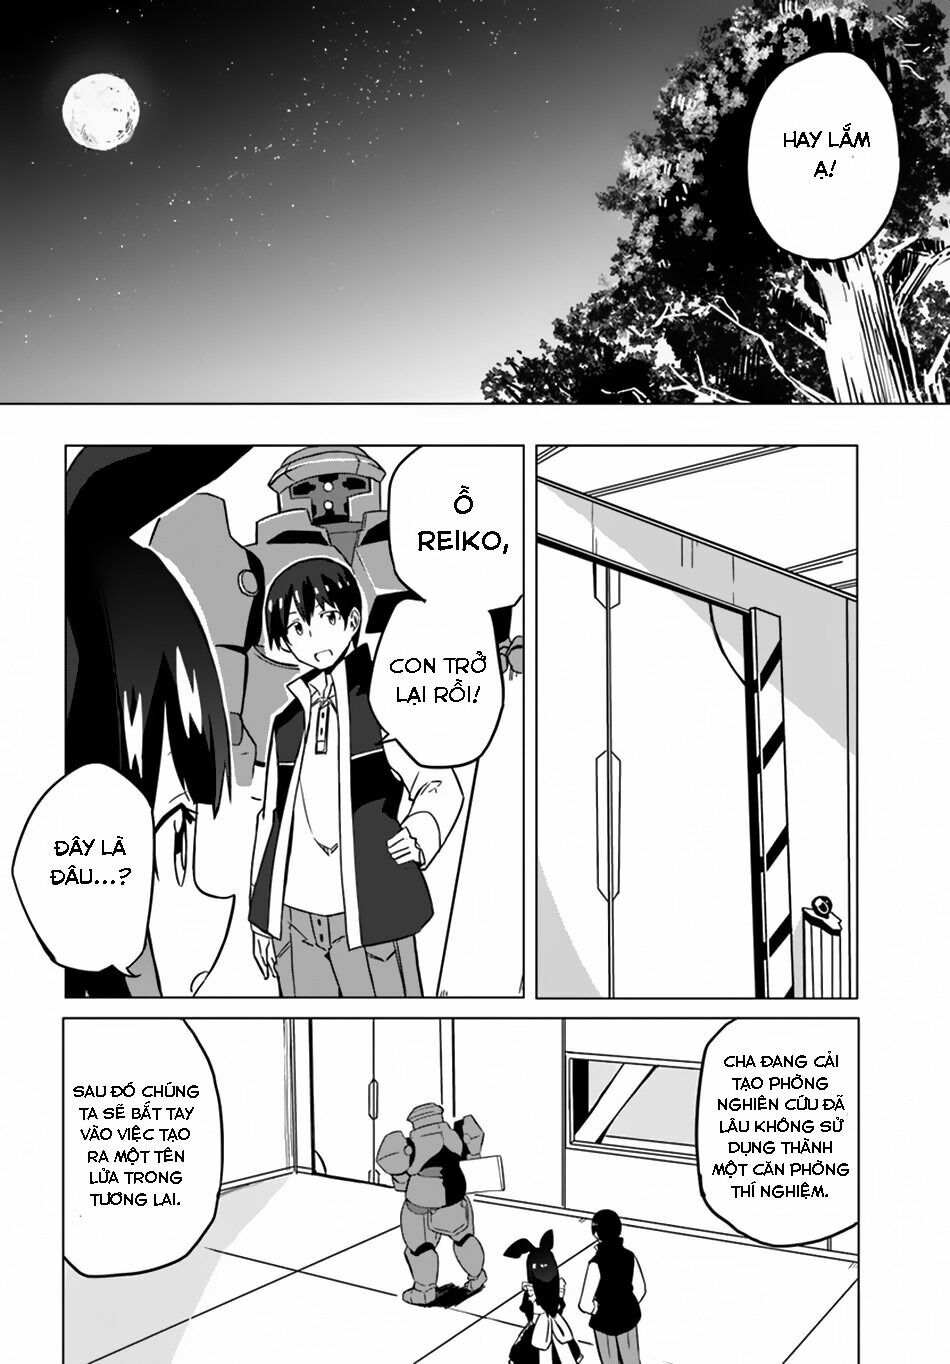 HAY LẮM
Ạ!
Ồ
REIKO,
CON TRỞ
LẠI RỒI!
ĐÂY LÀ
ĐÂU...?
CHA ĐANG CẢI
TẠO PHÒNG
NGHIÊN CỨU ĐÃ
LÂU KHÔNG SỬ
DỤNG THÀNH
MỘT CĂN PHÒNG
THÍ NGHIỆM.
SAU ĐÓ CHÚNG
TA SẼ BẮT TAY
VÀO VIỆC TẠO
RA MỘT TÊN
LỬA TRONG
TƯƠNG LAI.